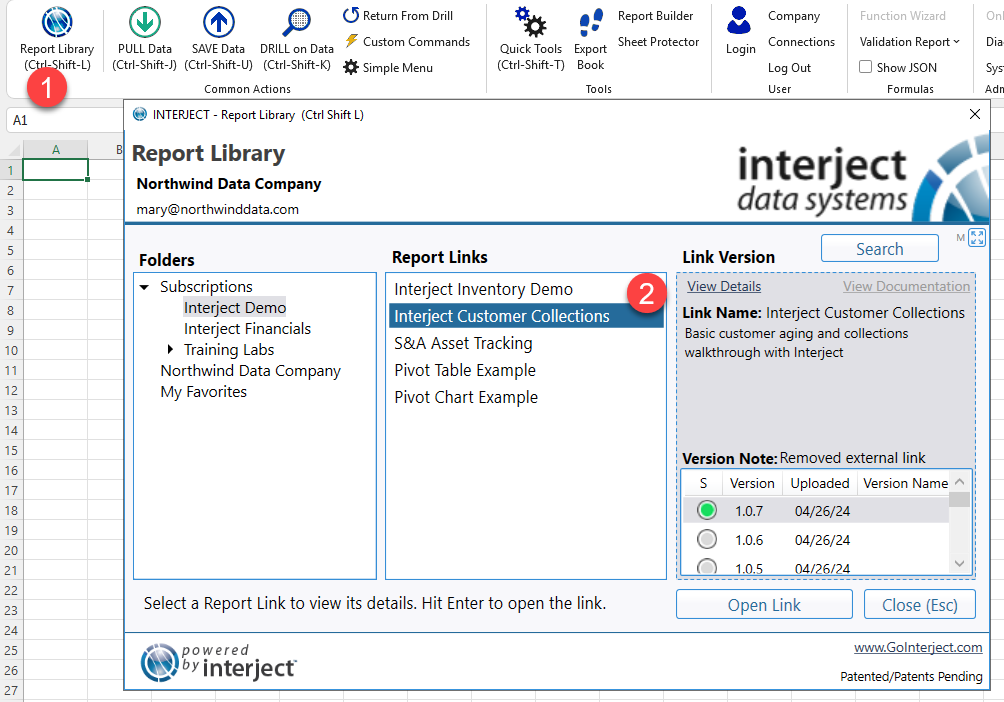 Report Library
(Ctrl-Shift-L)
PULL Data
(Ctrl-Shift-J)
SAVE Data
(Ctrl-Shift-U)
DRILL on Data
(Ctrl-Shift-K)
Return From Drill
Custom Commands
Simple Menu
Common Actions
Quick Tools
(Ctrl-Shift-T)
Export
Book
Report Builder
Sheet Protector
Tools
Login
Company
Connections
Log Out
User
Function Wizard
Validation Report
Show JSON
Formulas
Onl
Dia
Sys
Adm
1
A1
A
B
1
2
3
4
5
6
7
8
9
10
11
12
13
14
15
16
17
18
19
20
21
22
23
24
25
26
27
INTERJECT - Report Library (Ctrl Shift L)
Report Library
Northwind Data Company
mary@northwinddata.com
interject
data systems
Folders
Subscriptions
Interject Demo
Interject Financials
Training Labs
Northwind Data Company
My Favorites
Report Links
Interject Inventory Demo
Interject Customer Collections
S&A Asset Tracking
Pivot Table Example
Pivot Chart Example
2
Search
M
Link Version
View Details
View Documentation
Link Name: Interject Customer Collections
Basic customer aging and collections
walkthrough with Interject
Version Note: Removed external link
S Version Uploaded Version Name
1.0.7 04/26/24
1.0.6 04/26/24
1.0.5 04/26/24
Select a Report Link to view its details. Hit Enter to open the link.
Open Link
Close (Esc)
powered
by interject
www.GoInterject.com
Patented/Patents Pending